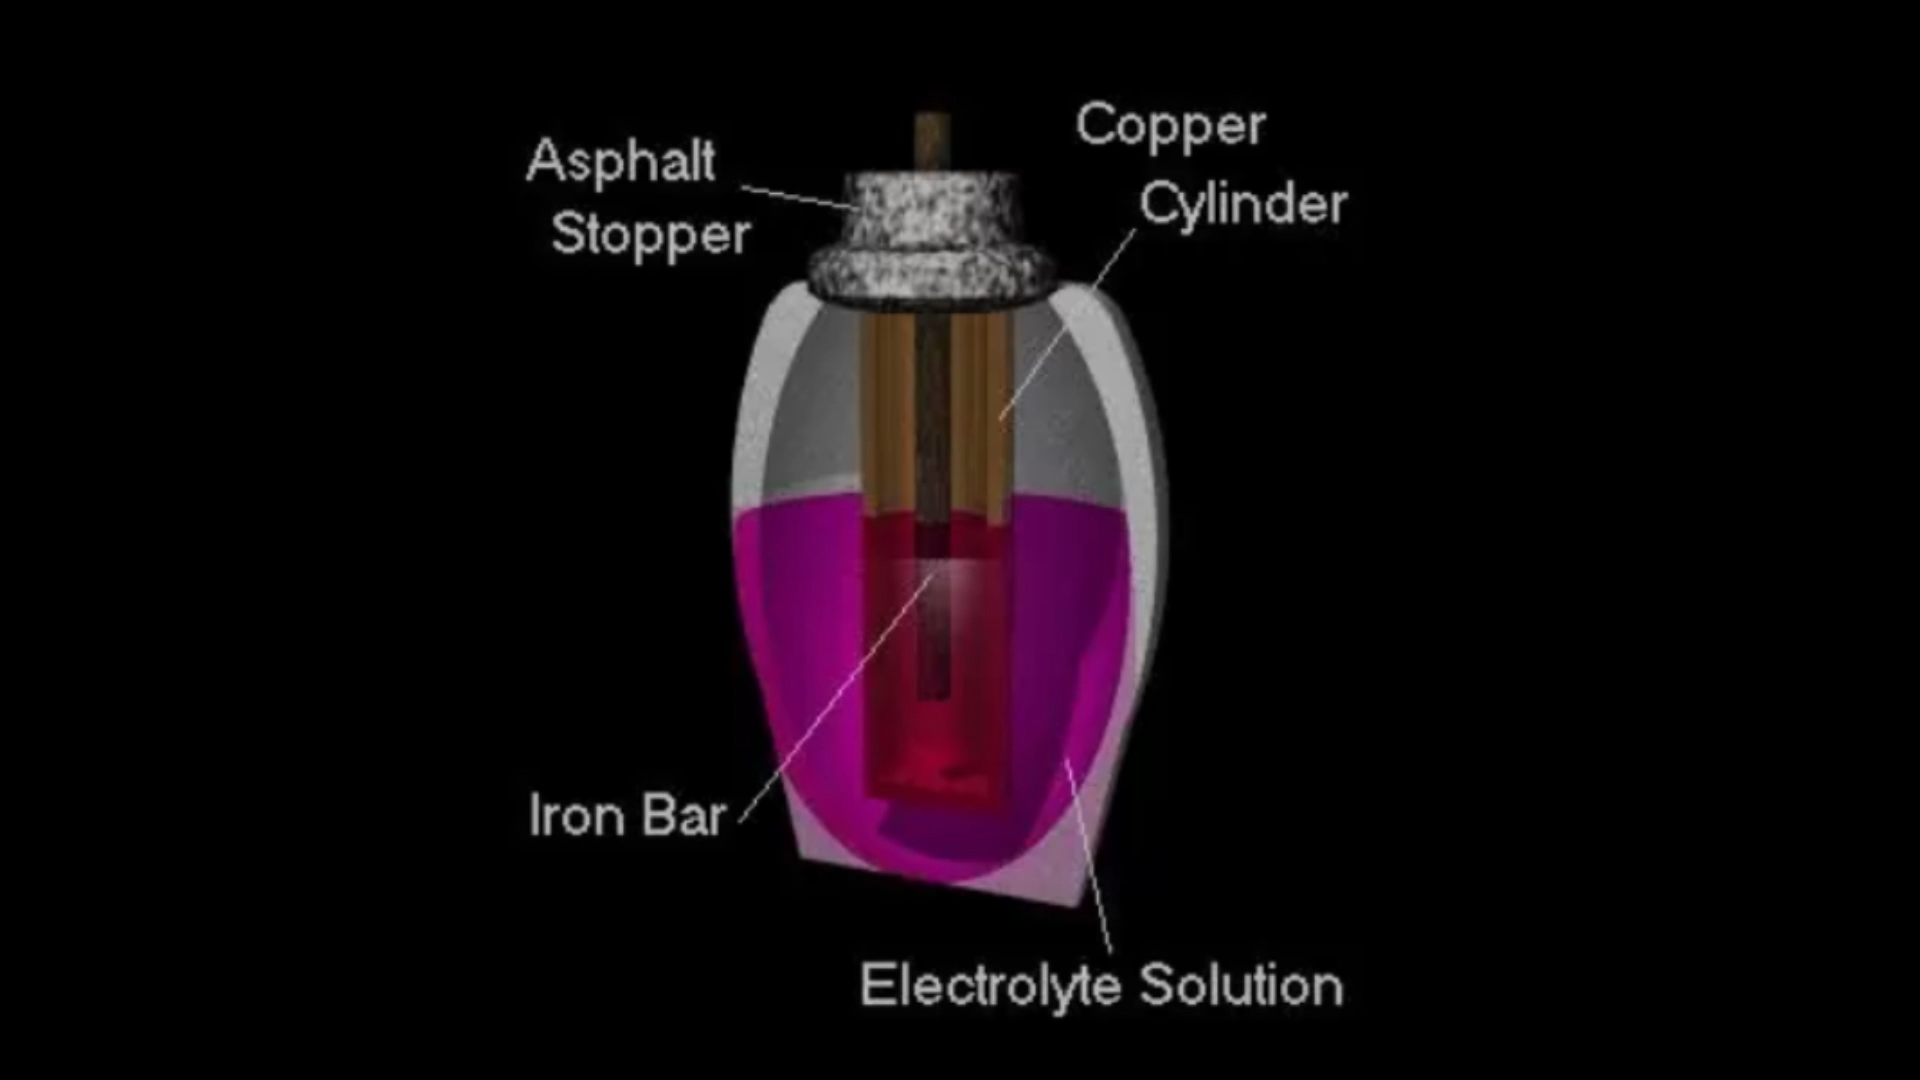 Asphalt
Stopper
Copper
Cylinder
Iron Bar
Electrolyte Solution